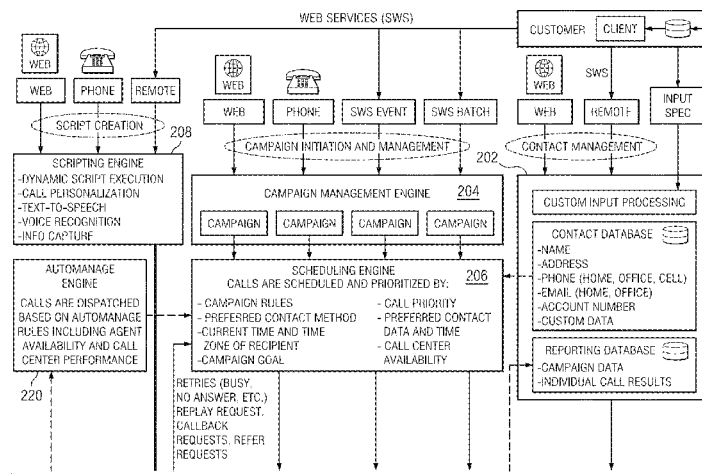 WEB SERVICES (SWS)
CUSTOMER
CLIENT
WEB
WEB
PHONE
REMOTE
SCRIPT CREATION
208
SCRIPTING ENGINE
-DYNAMIC SCRIPT EXECUTION
-CALL PERSONALIZATION
-TEXT-TO-SPEECH
-VOICE RECOGNITION
-INFO CAPTURE
WEB
WEB
PHONE
SWS EVENT
SWS BATCH
CAMPAIGN INITIATION AND MANAGEMENT
CAMPAIGN MANAGEMENT ENGINE
204
CAMPAIGN
CAMPAIGN
CAMPAIGN
CAMPAIGN
WEB
SWS
WEB
REMOTE
INPUT
SPEC
CONTACT MANAGEMENT
202
CUSTOM INPUT PROCESSING
CONTACT DATABASE
-NAME
-ADDRESS
-PHONE (HOME, OFFICE, CELL)
-EMAIL (HOME, OFFICE)
-ACCOUNT NUMBER
-CUSTOM DATA
REPORTING DATABASE
-CAMPAIGN DATA
-INDIVIDUAL CALL RESULTS
AUTOMANAGE
ENGINE
CALLS ARE DISPATCHED
BASED ON AUTOMANAGE
RULES INCLUDING AGENT
AVAILABILITY AND CALL
CENTER PERFORMANCE
220
SCHEDULING ENGINE
206
CALLS ARE SCHEDULED AND PRIORITIZED BY:
-CAMPAIGN RULES
-PREFERRED CONTACT METHOD
-CURRENT TIME AND TIME
ZONE OF RECIPIENT
-CAMPAIGN GOAL
-CALL PRIORITY
-PREFERRED CONTACT
DATA AND TIME
-CALL CENTER
AVAILABILITY
RETRIES (BUSY,
NO ANSWER, ETC.)
REPLAY REQUEST,
CALLBACK
REQUESTS, REFER
REQUESTS